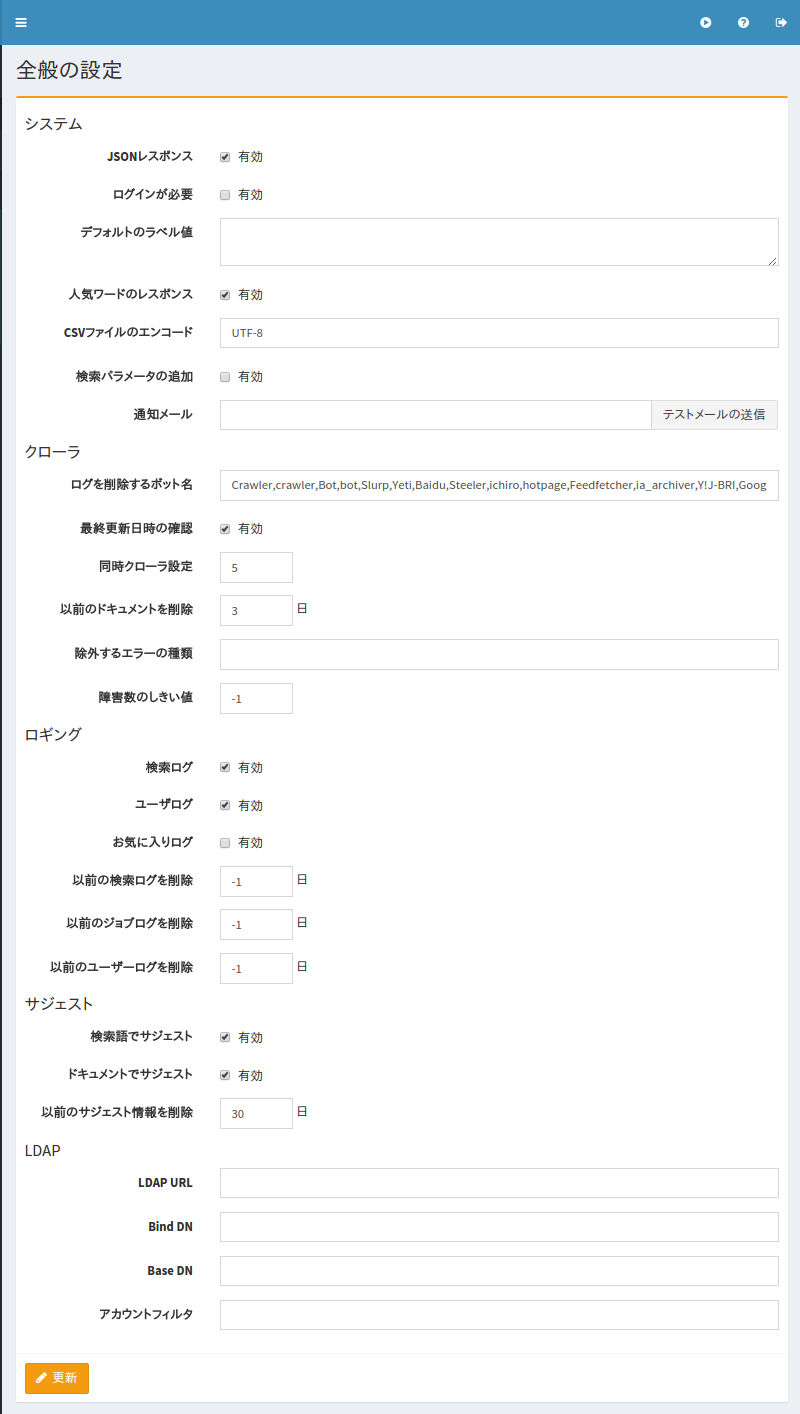 全般の設定
システム
JSONレスポンス 有効
ログインが必要 有効
デフォルトのラベル値
人気ワードのレスポンス 有効
CSVファイルのエンコード UTF-8
検索パラメータの追加 有効
通知メール テストメールの送信
クローラ
ログを削除するボット名 Crawler,crawler,Bot,bot,Slurp,Yeti,Baidu,Steeler,ichiro,hotpage,Feedfetcher,ia_archiver,Y!J-BRI,Goog
最終更新日時の確認 有効
同時クローラ設定 5
以前のドキュメントを削除 3 日
除外するエラーの種類
障害数のしきい値 -1
ロギング
検索ログ 有効
ユーザログ 有効
お気に入りログ 有効
以前の検索ログを削除 -1 日
以前のジョブログを削除 -1 日
以前のユーザーログを削除 -1 日
サジェスト
検索語でサジェスト 有効
ドキュメントでサジェスト 有効
以前のサジェスト情報を削除 30 日
LDAP
LDAP URL
Bind DN
Base DN
アカウントフィルタ
更新